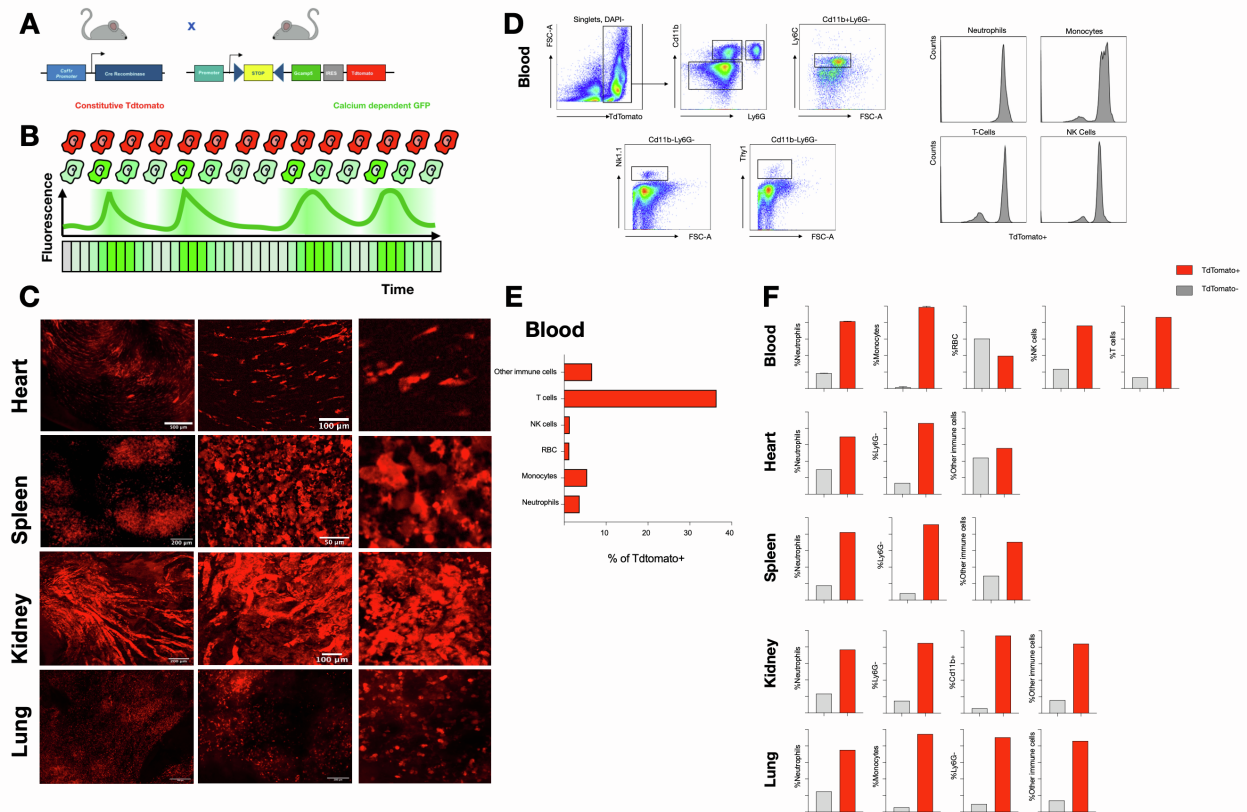 A
x
Csf1r
Promoter
Cre Recombinase
Promoter
STOP
Gcamp5
IRES
Tdtomato
Constitutive Tdtomato
Calcium dependent GFP
B
Fluorescence
Time
C
Heart
500 µm
100 µm
Spleen
200 µm
50 µm
Kidney
100 µm
Lung
D
Blood
Singlets, DAPI-
FSC-A
TdTomato
Cd11b
Ly6G
Cd11b+Ly6G-
Ly6C
FSC-A
Cd11b-Ly6G-
Nk1.1
FSC-A
Cd11b-Ly6G-
Thy1
FSC-A
Neutrophils
Monocytes
Counts
T-Cells
NK Cells
Counts
TdTomato+
E
Blood
Other immune cells
T cells
NK cells
RBC
Monocytes
Neutrophils
10
20
30
40
% of Tdtomato+
TdTomato+
TdTomato-
F
Blood
%Neutrophils
%Monocytes
%RBC
%NK cells
%T cells
Heart
%Neutrophils
%Ly6G-
%Other immune cells
Spleen
%Neutrophils
%Ly6G-
%Other immune cells
Kidney
%Neutrophils
%Ly6G-
%Cd11b+
%Other immune cells
Lung
%Neutrophils
%Monocytes
%Ly6G-
%Other immune cells